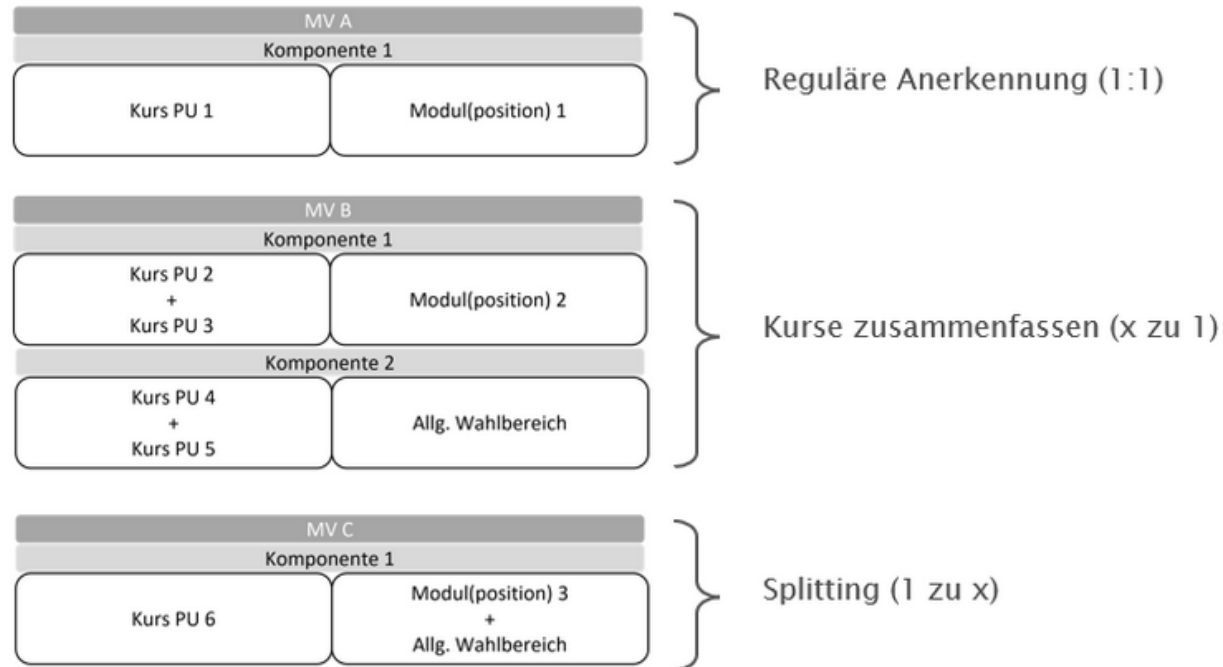 MV A
Komponente 1
Kurs PU 1
Modul(position) 1
Reguläre Anerkennung (1:1)
MV B
Komponente 1
Kurs PU 2
+
Kurs PU 3
Modul(position) 2
Komponente 2
Kurs PU 4
+
Kurs PU 5
Allg. Wahlbereich
Kurse zusammenfassen (x zu 1)
MV C
Komponente 1
Kurs PU 6
Modul(position) 3
+
Allg. Wahlbereich
Splitting (1 zu x)